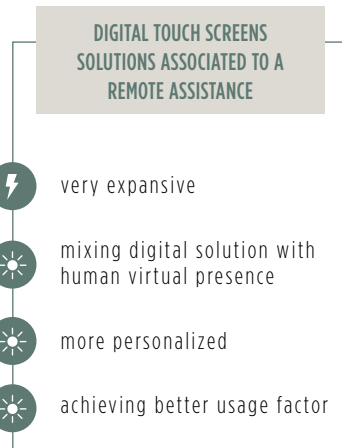 DIGITAL TOUCH SCREENS
SOLUTIONS ASSOCIATED TO A
REMOTE ASSISTANCE
very expansive
mixing digital solution with
human virtual presence
more personalized
achieving better usage factor